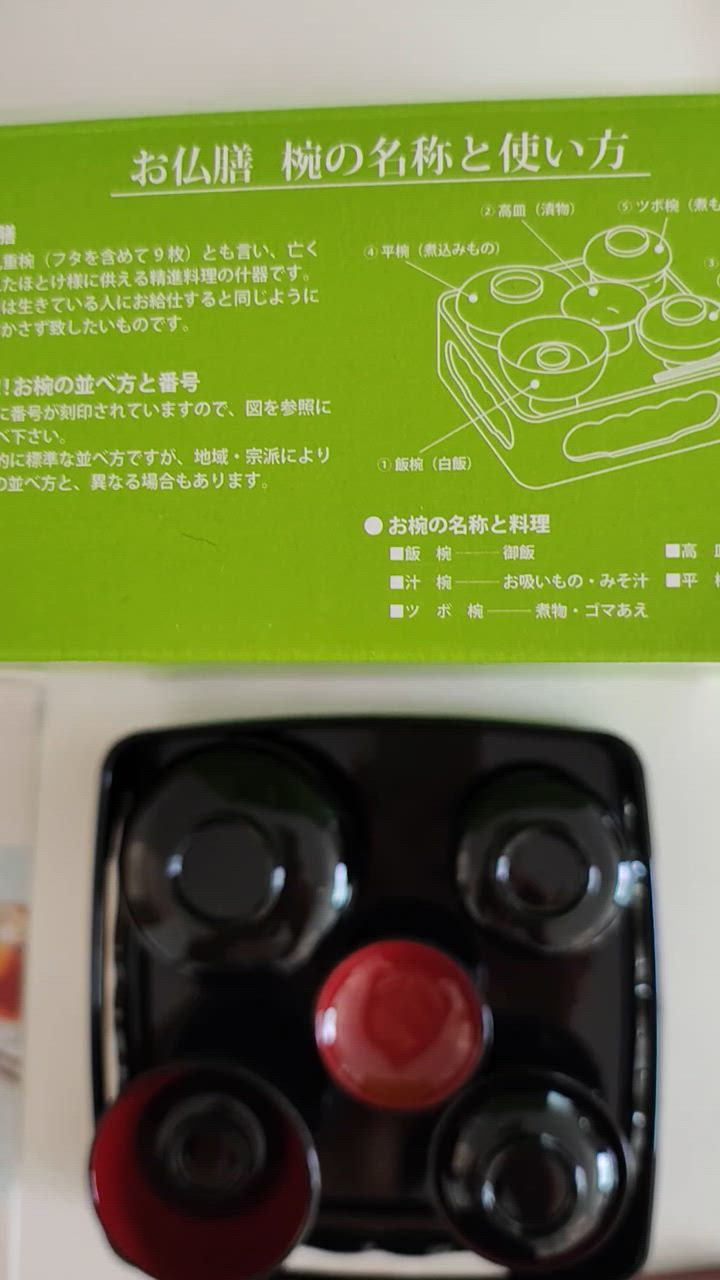 お仏膳 椀の名称と使い方
膳
重椀（フタを含めて９枚）とも言い、亡く
たほとけ様に供える精進料理の什器です。
は生きている人にお給仕すると同じように
かさず致したいものです。
!!お椀の並べ方と番号
に番号が刻印されていますので、図を参照に
べ下さい。
的に標準な並べ方ですが、地域・宗派により
の並べ方と、異なる場合もあります。
②高皿（漬物）
⑤ツボ椀（煮も
④平椀（煮込みもの）
③
①飯椀（白飯）
●お椀の名称と料理
■飯 椀――御飯
■高
■汁 椀――お吸いもの・みそ汁
■平
■ツ ボ 椀――煮物・ゴマあえ